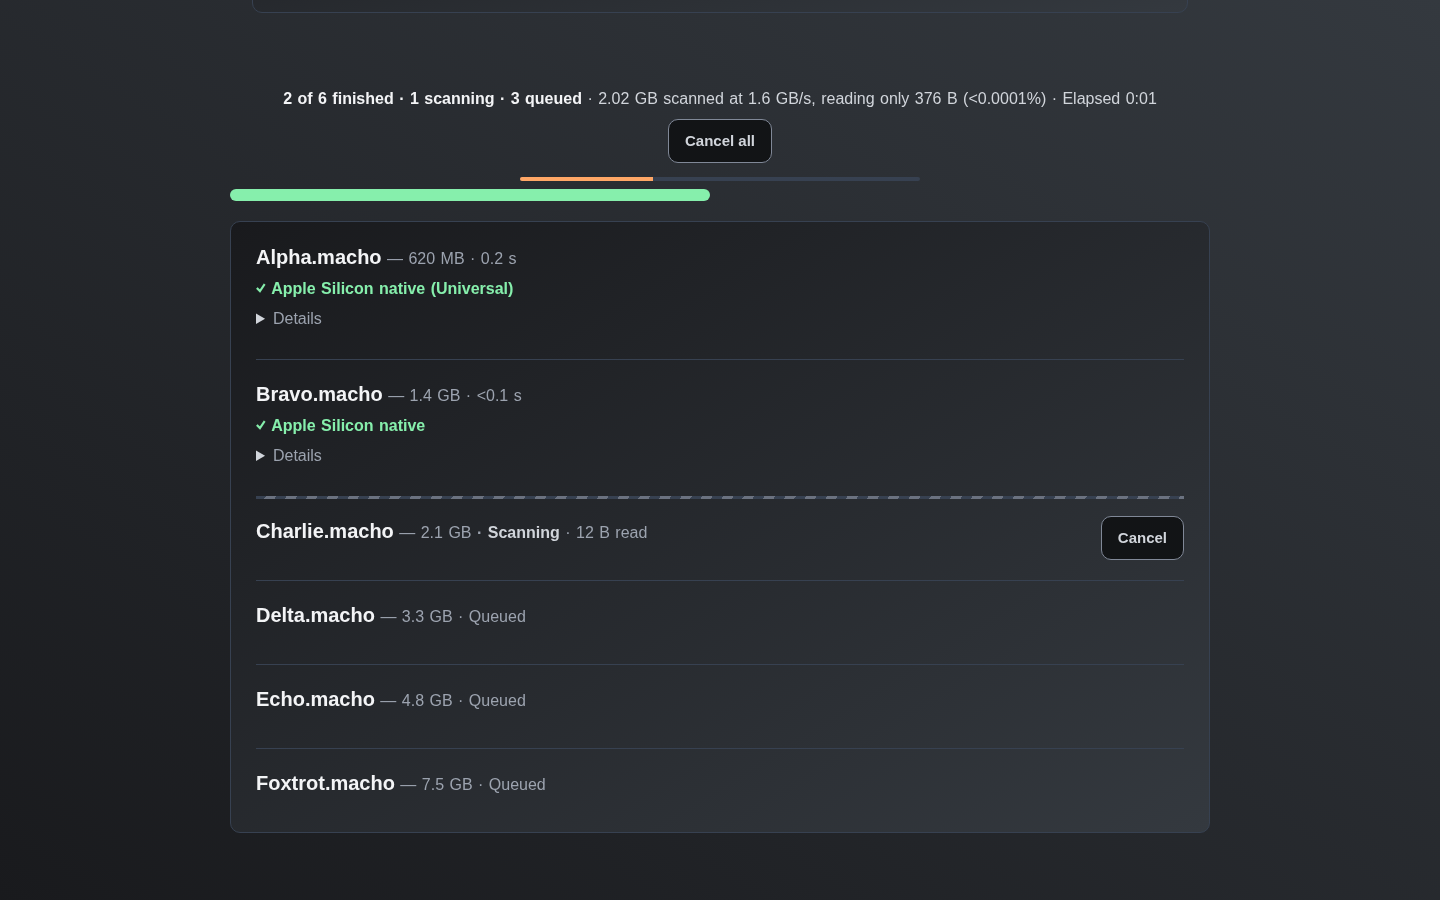 2 of 6 finished · 1 scanning · 3 queued · 2.02 GB scanned at 1.6 GB/s, reading only 376 B (<0.0001%) · Elapsed 0:01
Cancel all
Alpha.macho — 620 MB · 0.2 s
✓ Apple Silicon native (Universal)
▶ Details
Bravo.macho — 1.4 GB · <0.1 s
✓ Apple Silicon native
▶ Details
Charlie.macho — 2.1 GB · Scanning · 12 B read
Cancel
Delta.macho — 3.3 GB · Queued
Echo.macho — 4.8 GB · Queued
Foxtrot.macho — 7.5 GB · Queued